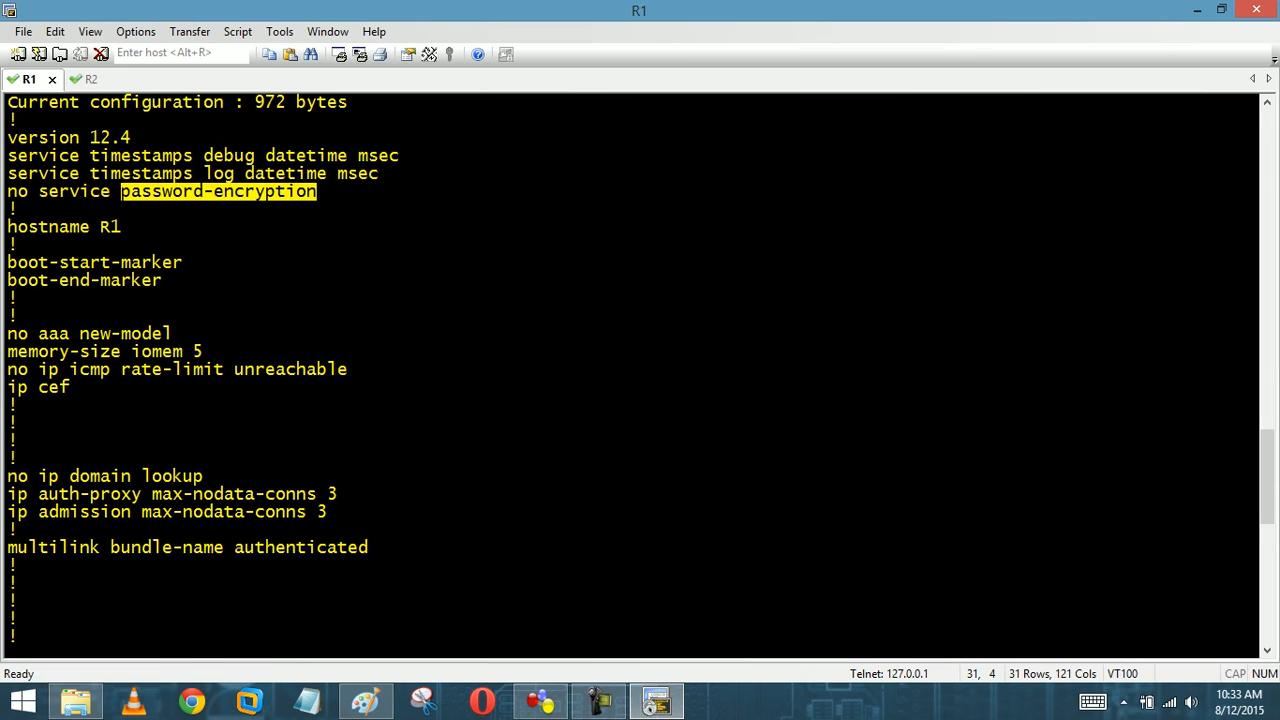 R1
File Edit View Options Transfer Script Tools Window Help
Enter host <Alt+R>
R1 R2
Current configuration : 972 bytes
!
version 12.4
service timestamps debug datetime msec
service timestamps log datetime msec
no service password-encryption
!
hostname R1
!
boot-start-marker
boot-end-marker
!
!
no aaa new-model
memory-size iomem 5
no ip icmp rate-limit unreachable
ip cef
!
!
!
!
no ip domain lookup
ip auth-proxy max-nodata-conns 3
ip admission max-nodata-conns 3
!
multilink bundle-name authenticated
!
!
!
!
!
Ready Telnet: 127.0.0.1 31, 4 31 Rows, 121 Cols VT100 CAP NUM
10:33 AM
8/12/2015